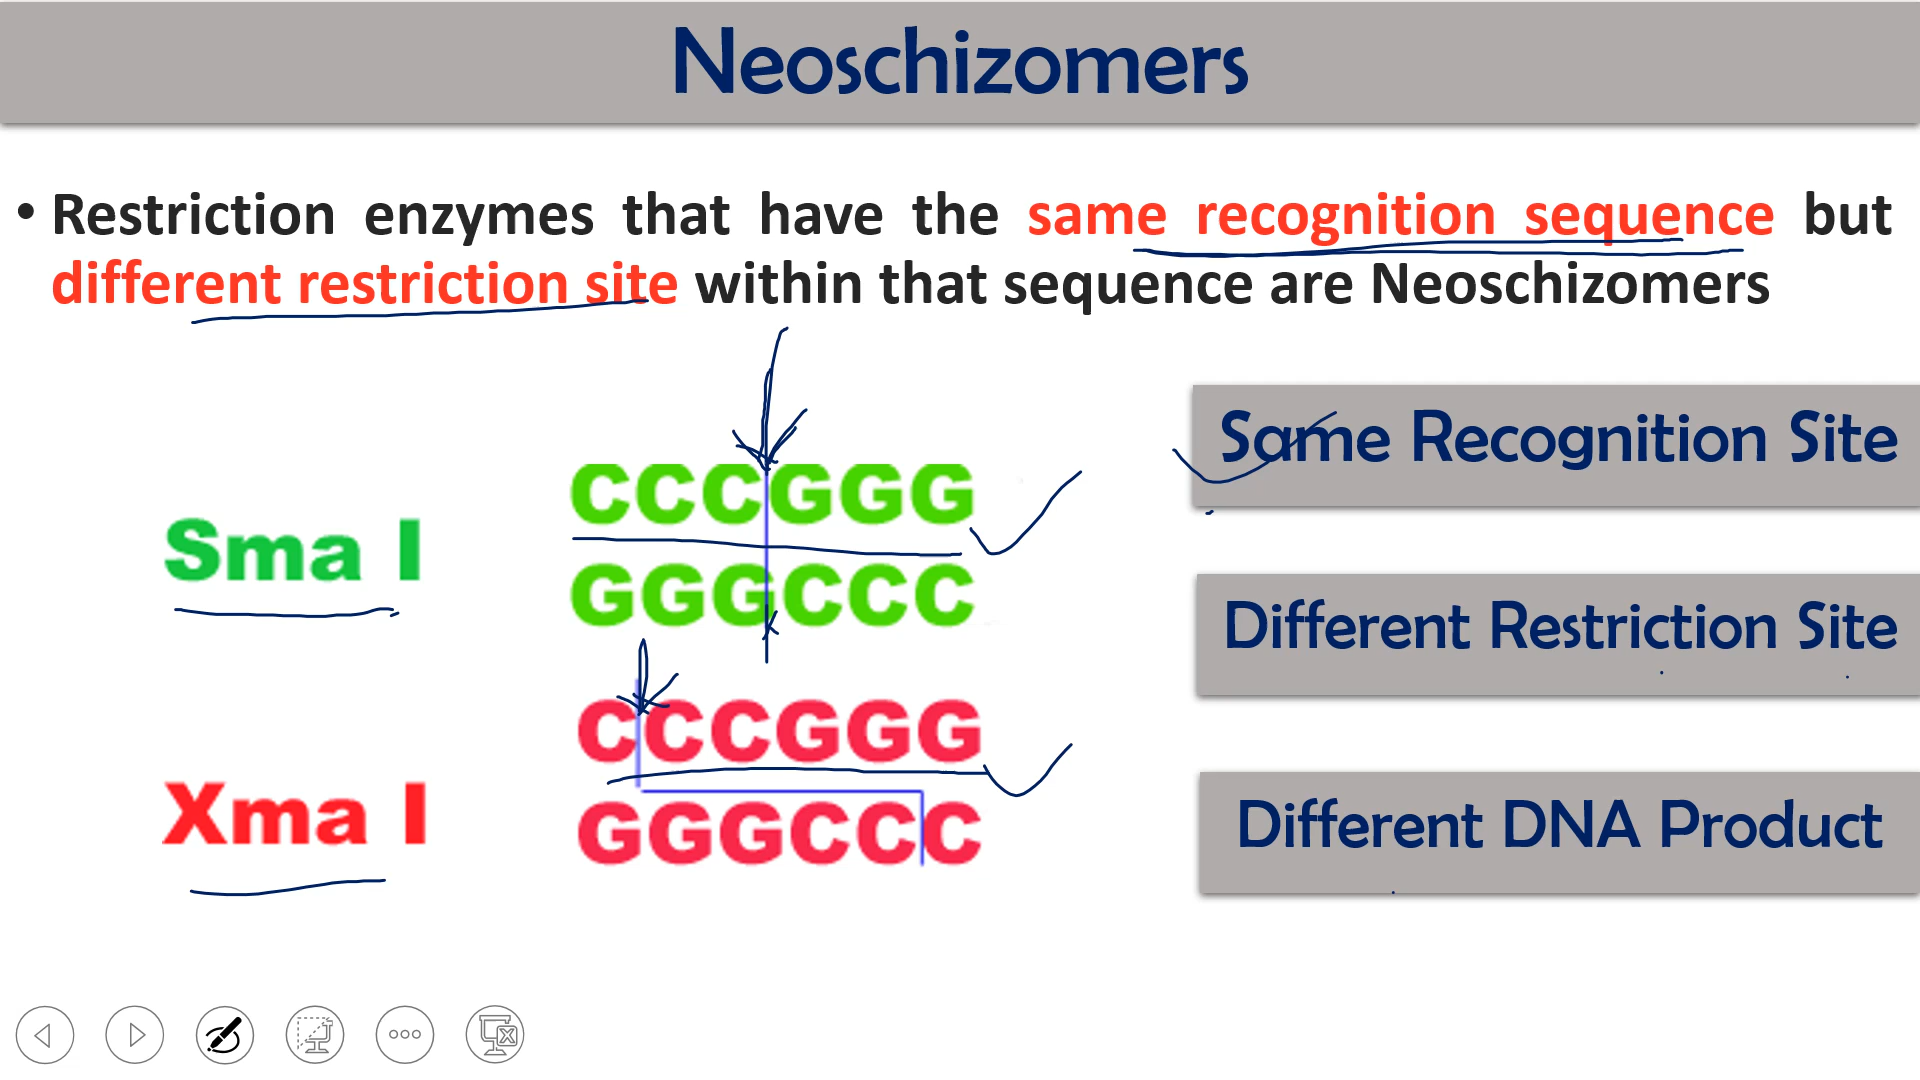 Neoschizomers
• Restriction enzymes that have the same recognition sequence but
different restriction site within that sequence are Neoschizomers
Sma I
CCCGGG
GGGCCC
Xma I
CCCGGG
GGGCCC
Same Recognition Site
Different Restriction Site
Different DNA Product